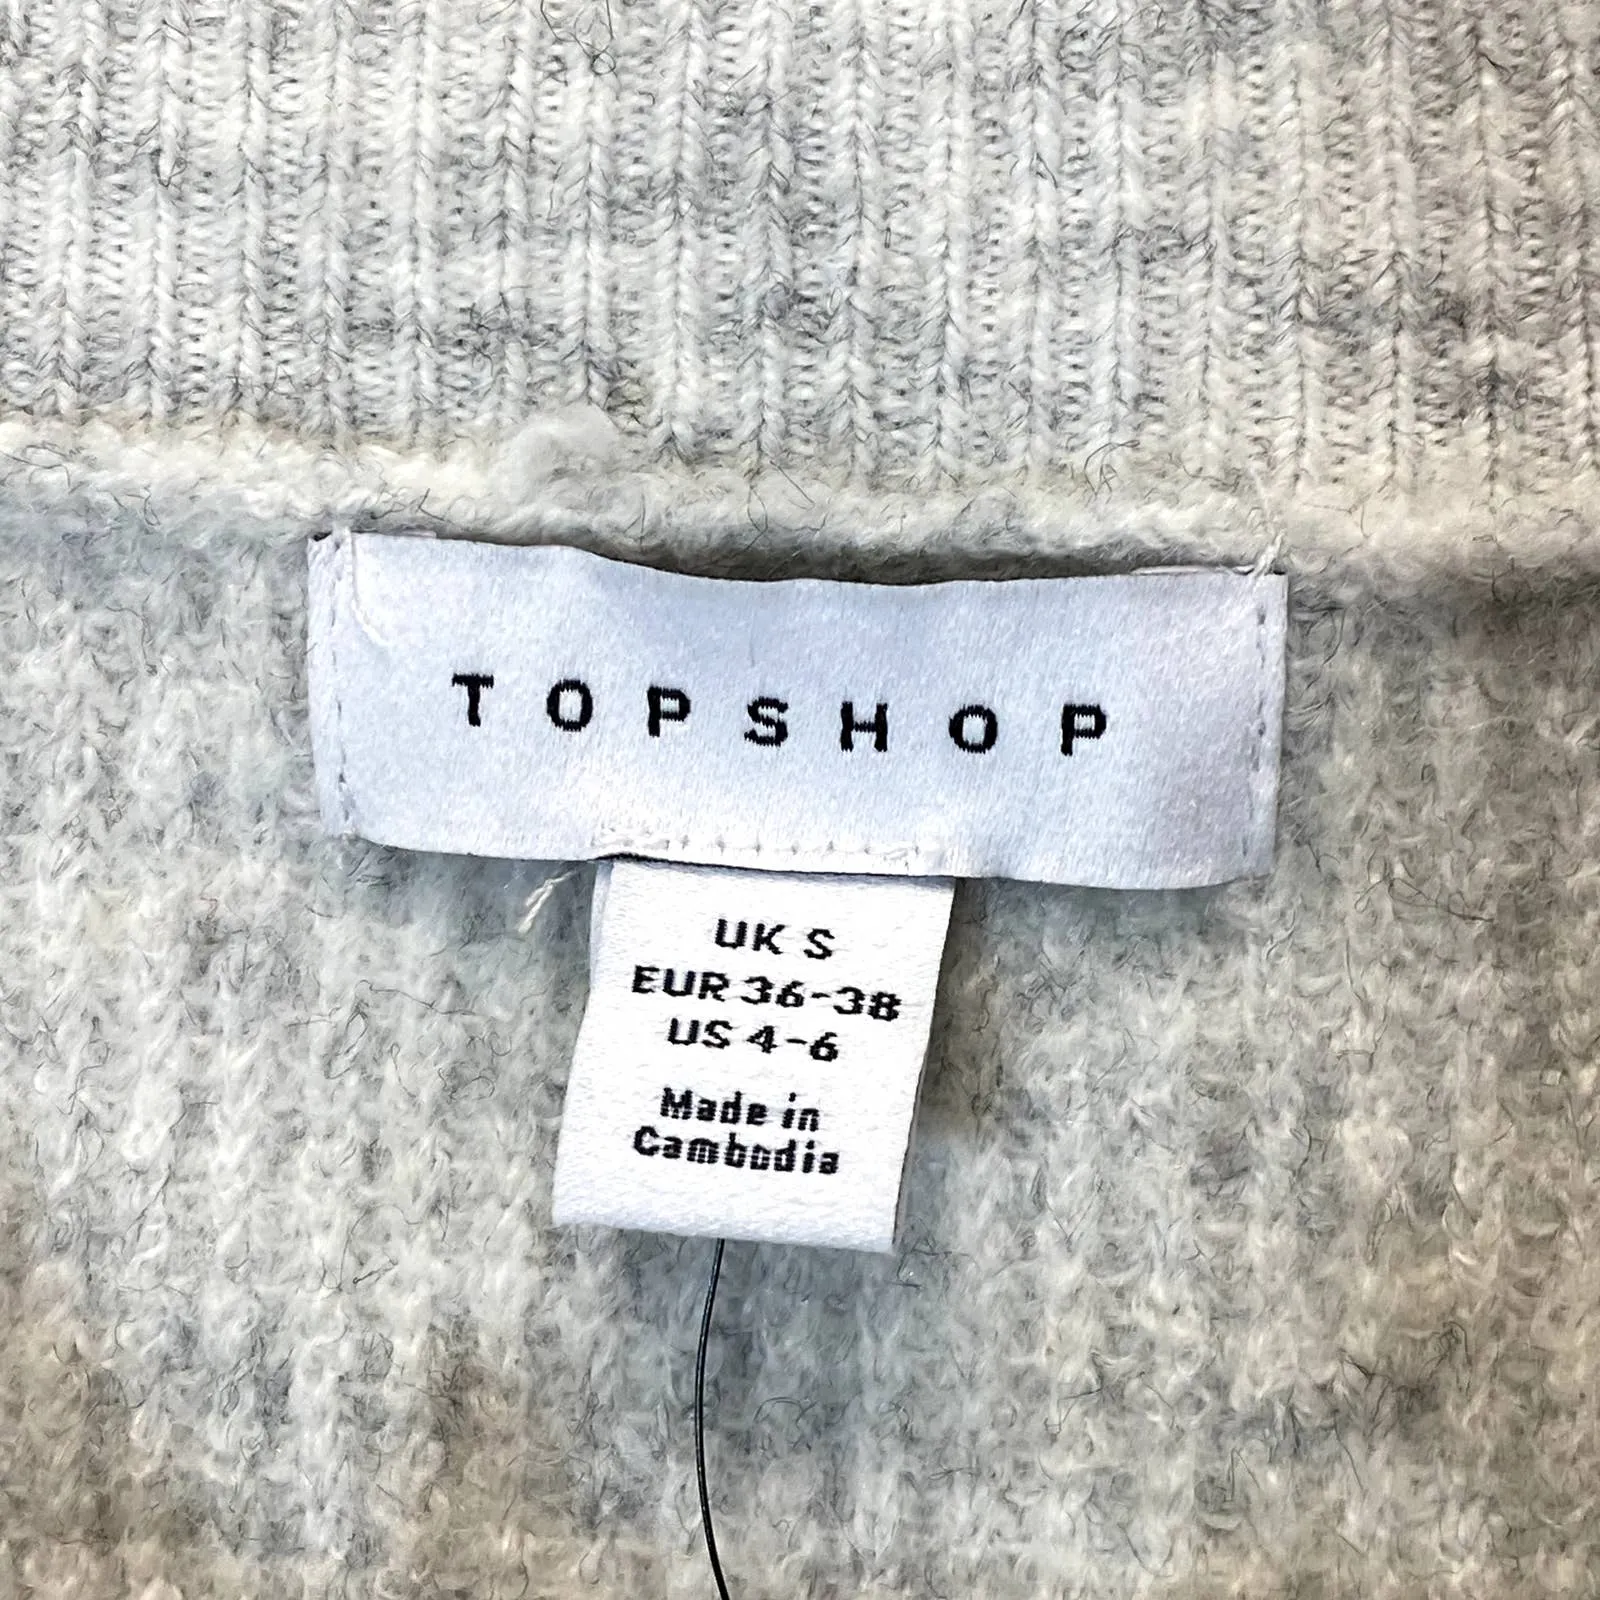 TOPSHOP
UK S
EUR 36-38
US 4-6
Made in
Cambodia